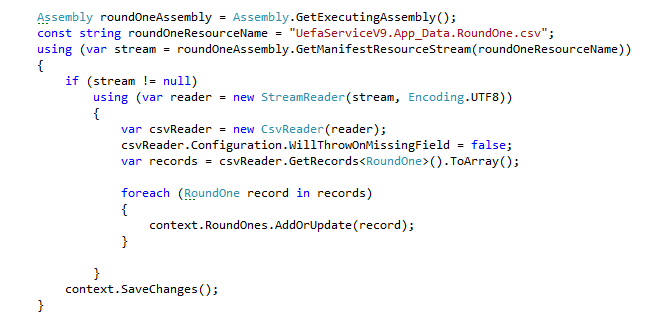 Assembly roundOneAssembly = Assembly.GetExecutingAssembly();
const string roundOneResourceName = "UefaServiceV9.App_Data.RoundOne.csv";
using (var stream = roundOneAssembly.GetManifestResourceStream(roundOneResourceName))
{
    if (stream != null)
        using (var reader = new StreamReader(stream, Encoding.UTF8))
        {
            var csvReader = new CsvReader(reader);
            csvReader.Configuration.WillThrowOnMissingField = false;
            var records = csvReader.GetRecords<RoundOne>().ToArray();

            foreach (RoundOne record in records)
            {
                context.RoundOnes.AddOrUpdate(record);
            }

        }
    context.SaveChanges();
}